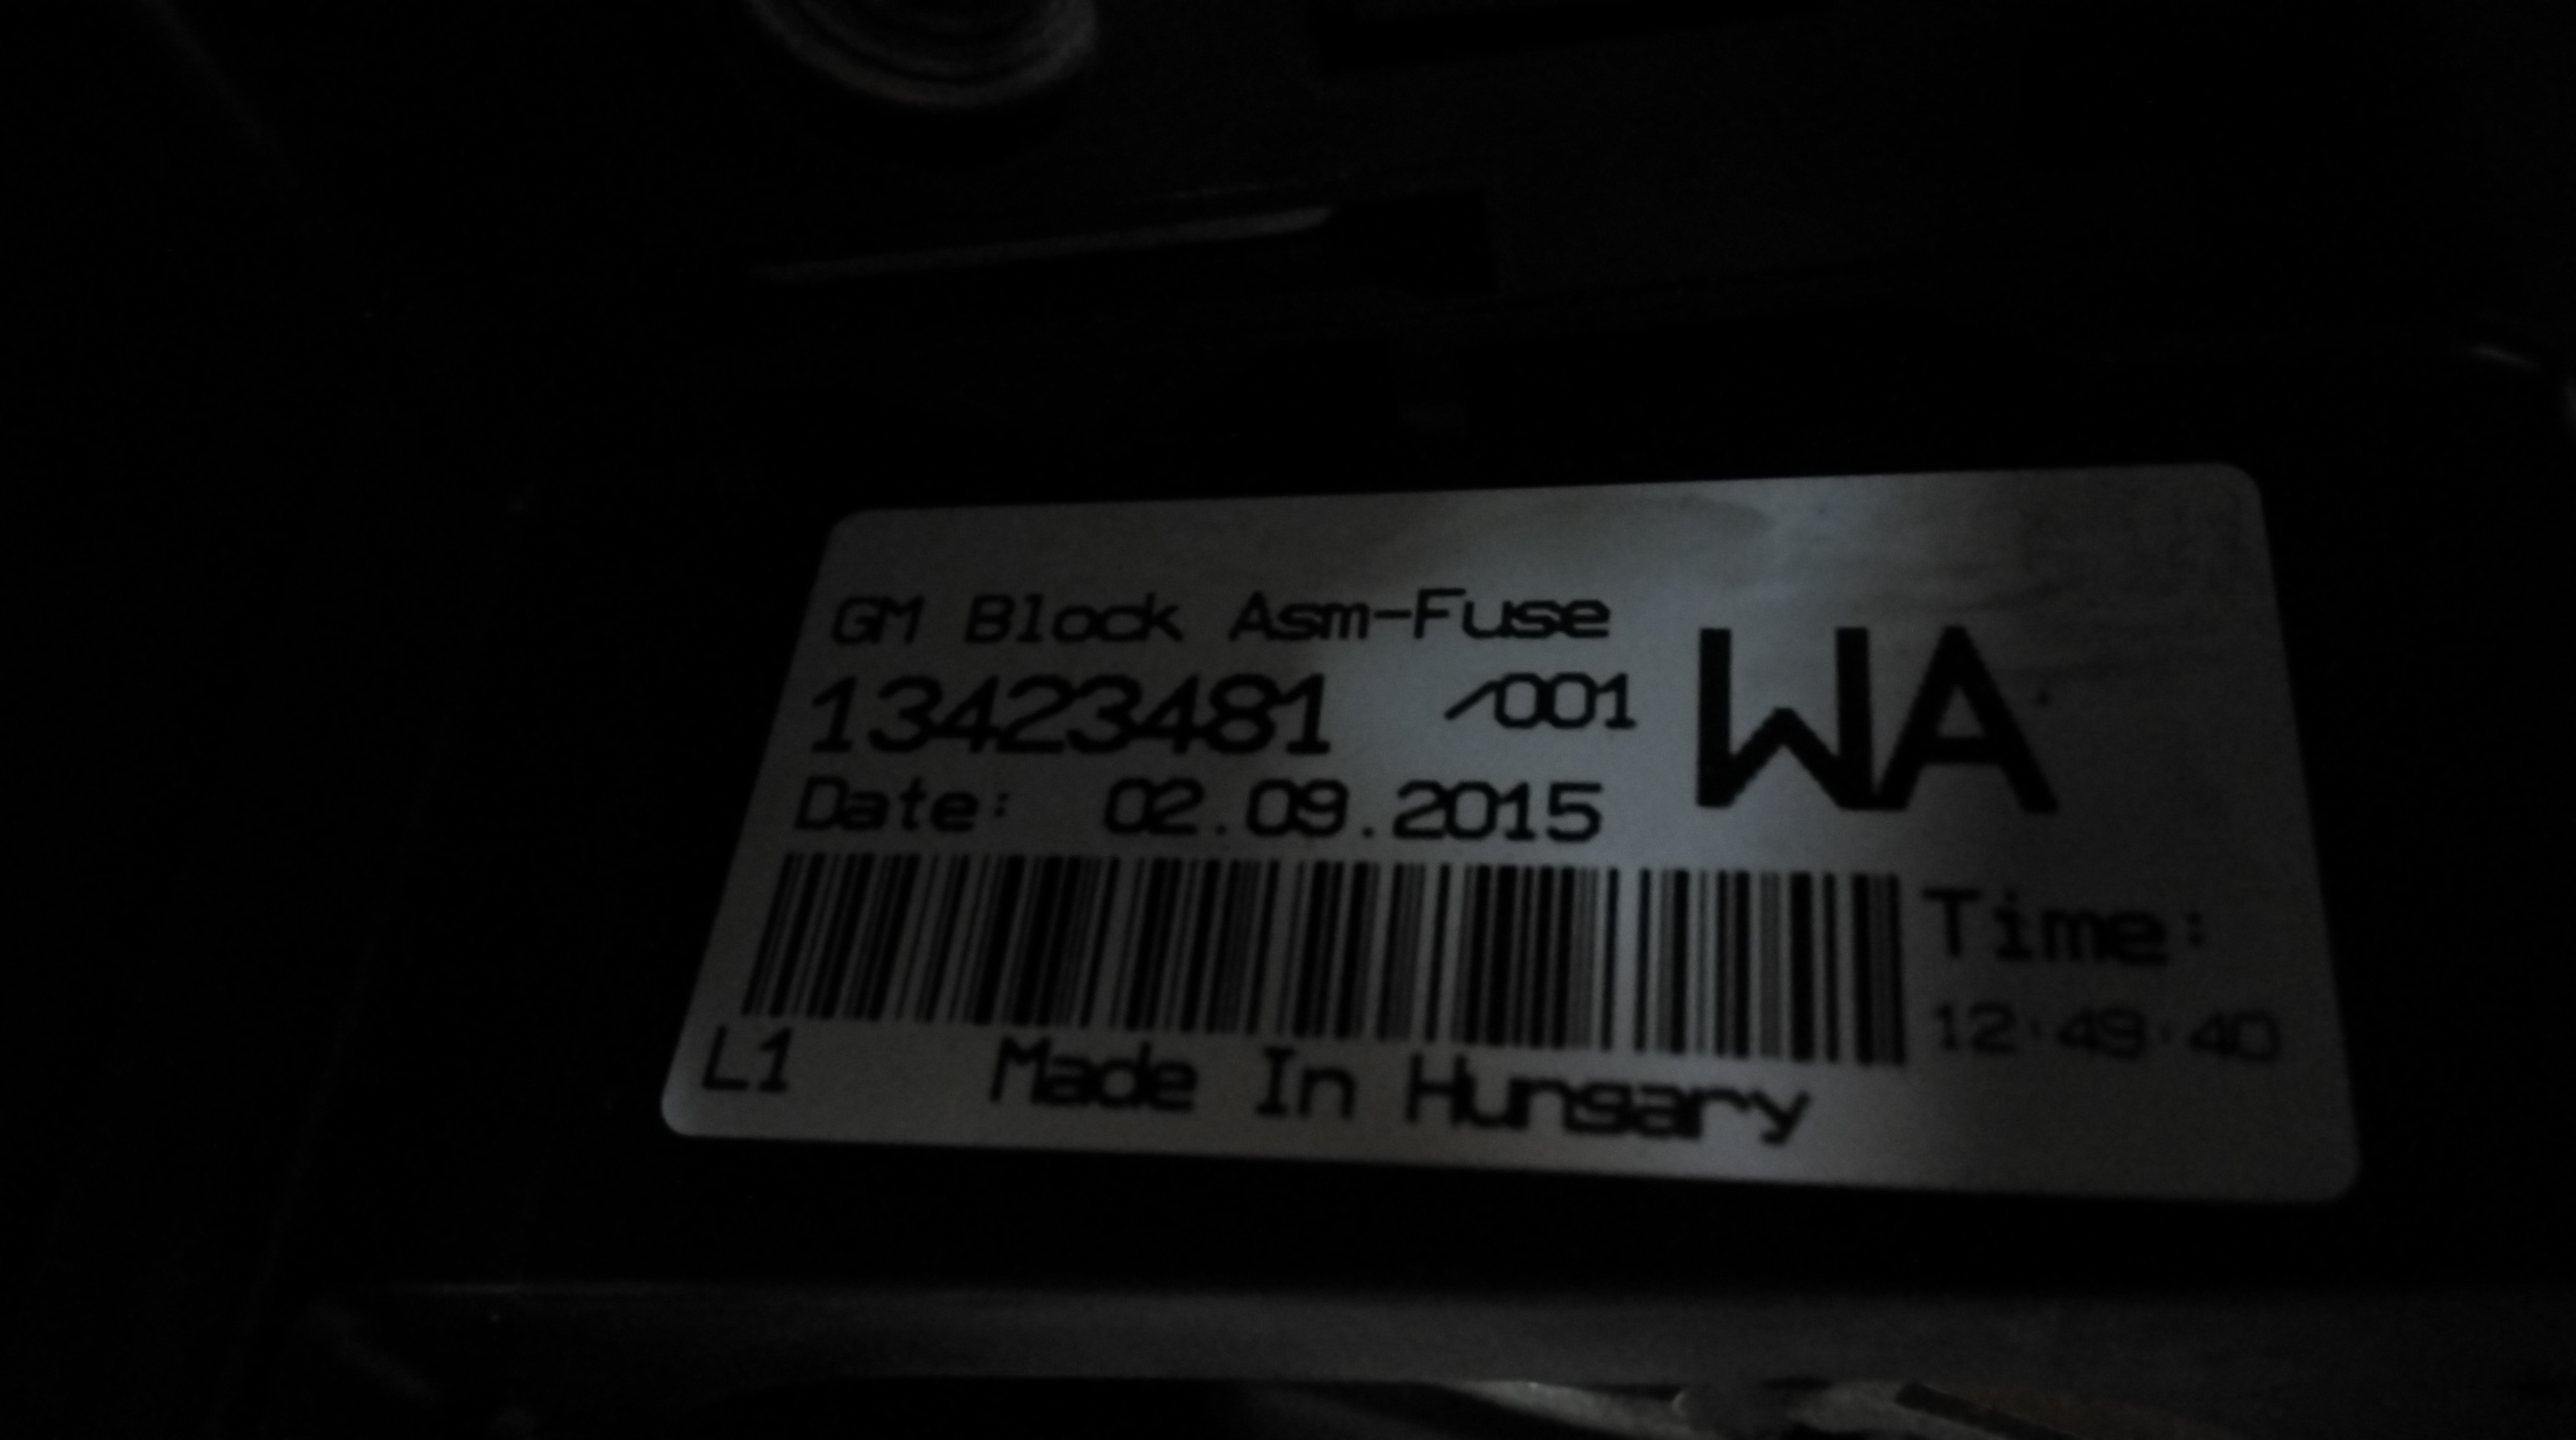 GM Block Asm-Fuse
13423481 /001
WA
Date: 02.09.2015
Time:
12:49:40
L1 Made In Hungary